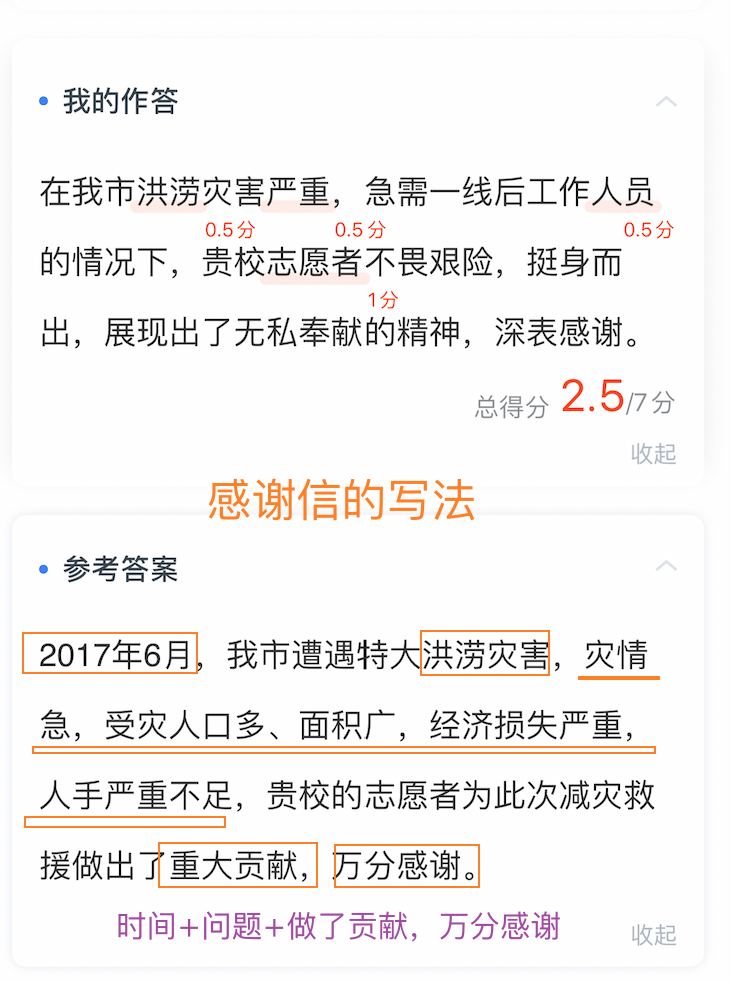 我的作答
在我市洪涝灾害严重，急需一线后工作人员
0.5分 0.5分 0.5分
的情况下，贵校志愿者不畏艰险，挺身而
1分
出，展现出了无私奉献的精神，深表感谢。
总得分 2.5/7分
收起
感谢信的写法
参考答案
2017年6月，我市遭遇特大洪涝灾害，灾情
急，受灾人口多、面积广，经济损失严重，
人手严重不足，贵校的志愿者为此次减灾救
援做出了重大贡献，万分感谢。
时间+问题+做了贡献，万分感谢
收起